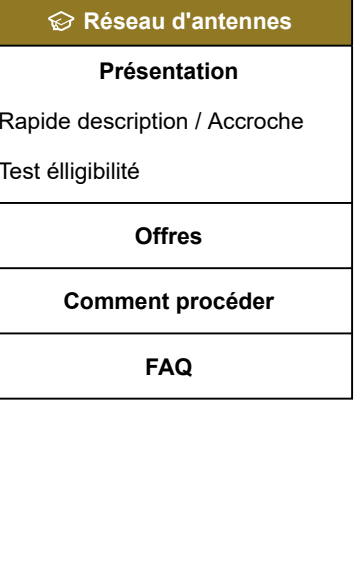 Réseau d'antennes
Présentation
Rapide description / Accroche
Test élligibilité
Offres
Comment procéder
FAQ